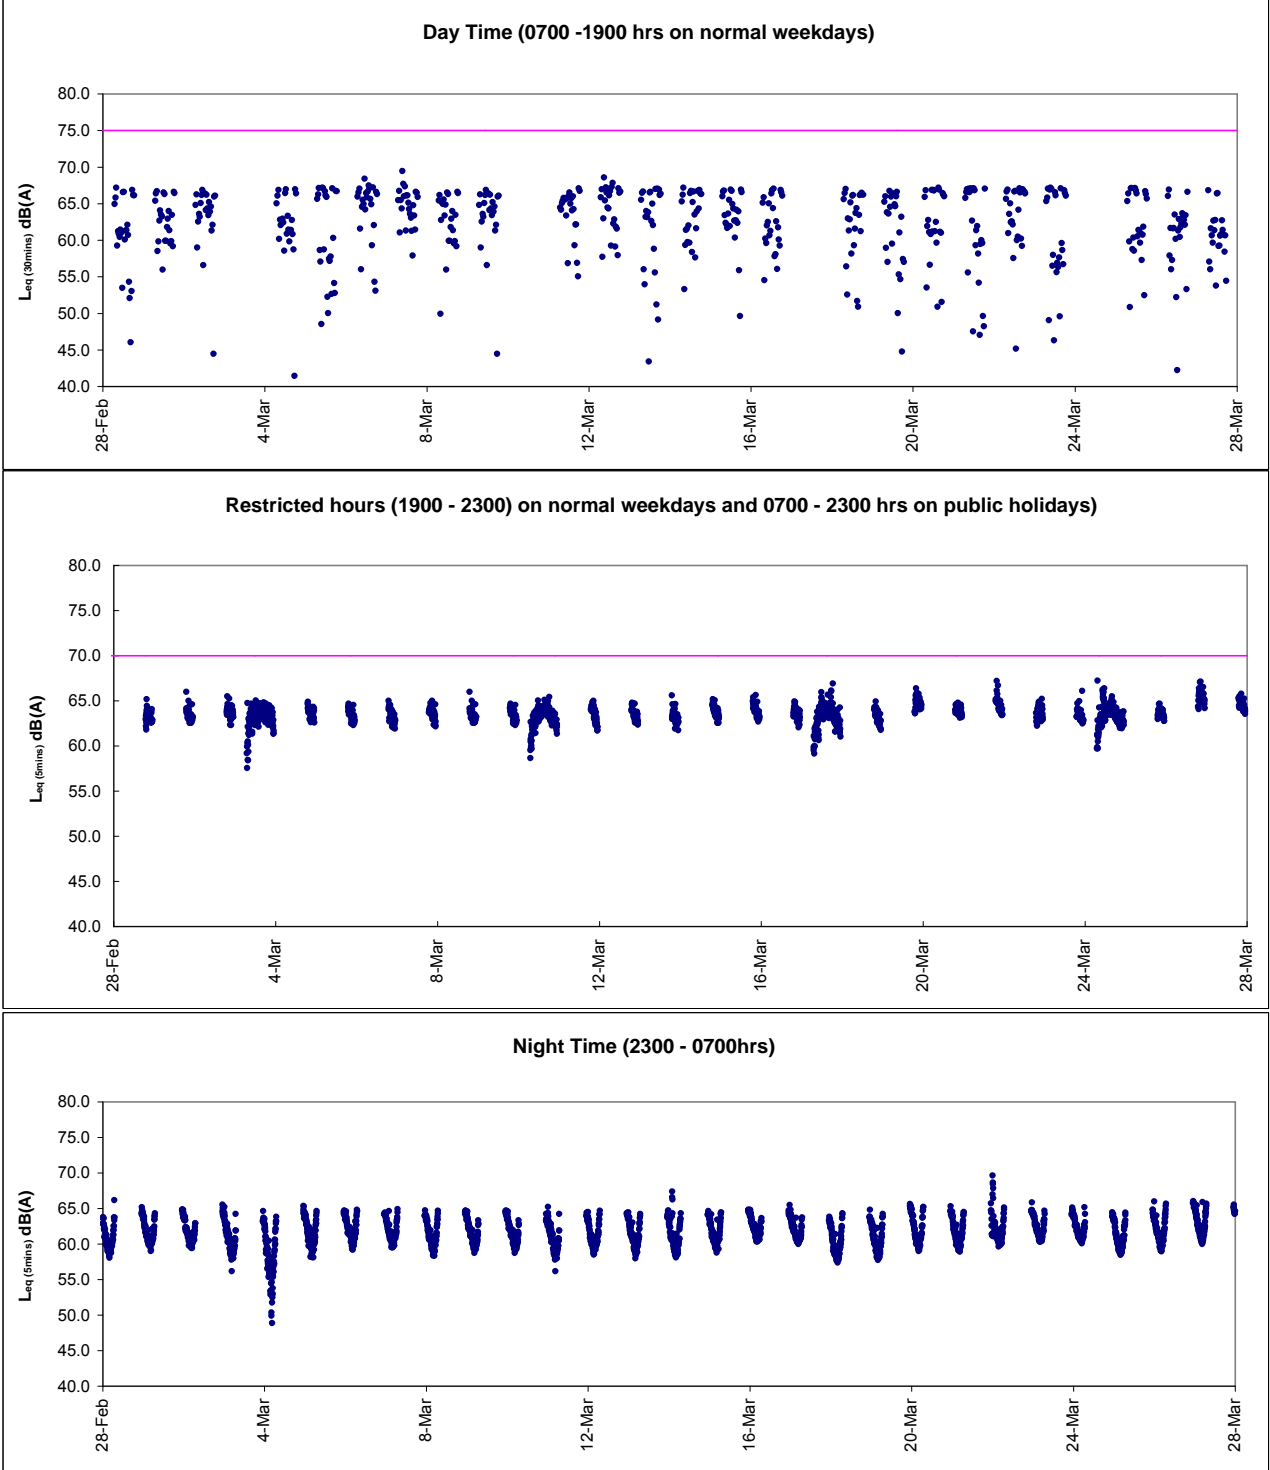 Day Time (0700 -1900 hrs on normal weekdays)
80.0
75.0
70.0
65.0
60.0
55.0
50.0
45.0
40.0
Leq (30mins) dB(A)
28-Feb
4-Mar
8-Mar
12-Mar
16-Mar
20-Mar
24-Mar
28-Mar
Restricted hours (1900 - 2300) on normal weekdays and 0700 - 2300 hrs on public holidays)
80.0
75.0
70.0
65.0
60.0
55.0
50.0
45.0
40.0
Leq (5mins) dB(A)
28-Feb
4-Mar
8-Mar
12-Mar
16-Mar
20-Mar
24-Mar
28-Mar
Night Time (2300 - 0700hrs)
80.0
75.0
70.0
65.0
60.0
55.0
50.0
45.0
40.0
Leq (5mins) dB(A)
28-Feb
4-Mar
8-Mar
12-Mar
16-Mar
20-Mar
24-Mar
28-Mar